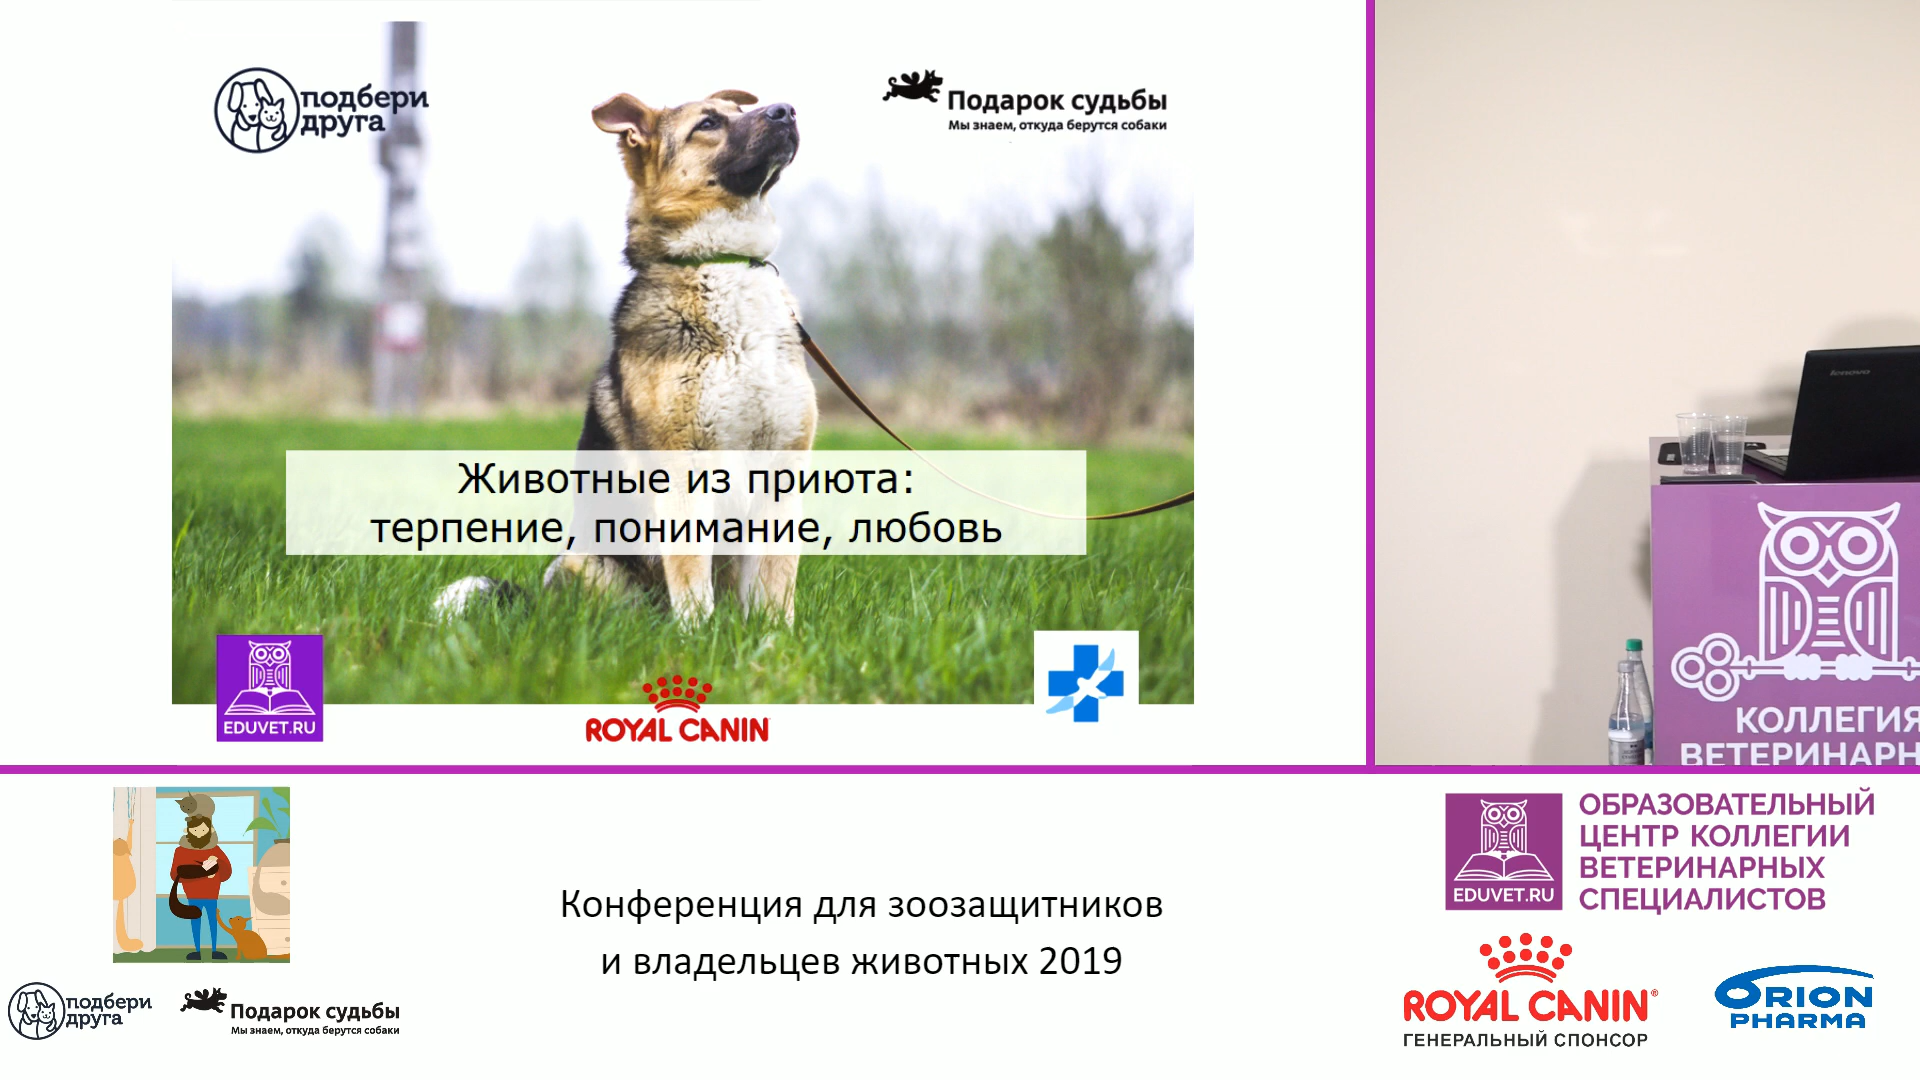 подбери
друга
Подарок судьбы
Мы знаем, откуда берутся собаки
Животные из приюта:
терпение, понимание, любовь
EDUVET.RU
ROYAL CANIN
lenovo
КОЛЛЕГИЯ
ВЕТЕРИНАРН
Конференция для зоозащитников
и владельцев животных 2019
подбери
друга
Подарок судьбы
Мы знаем, откуда берутся собаки
EDUVET.RU
ОБРАЗОВАТЕЛЬНЫЙ
ЦЕНТР КОЛЛЕГИИ
ВЕТЕРИНАРНЫХ
СПЕЦИАЛИСТОВ
ROYAL CANIN®
ГЕНЕРАЛЬНЫЙ СПОНСОР
ORION
PHARMA